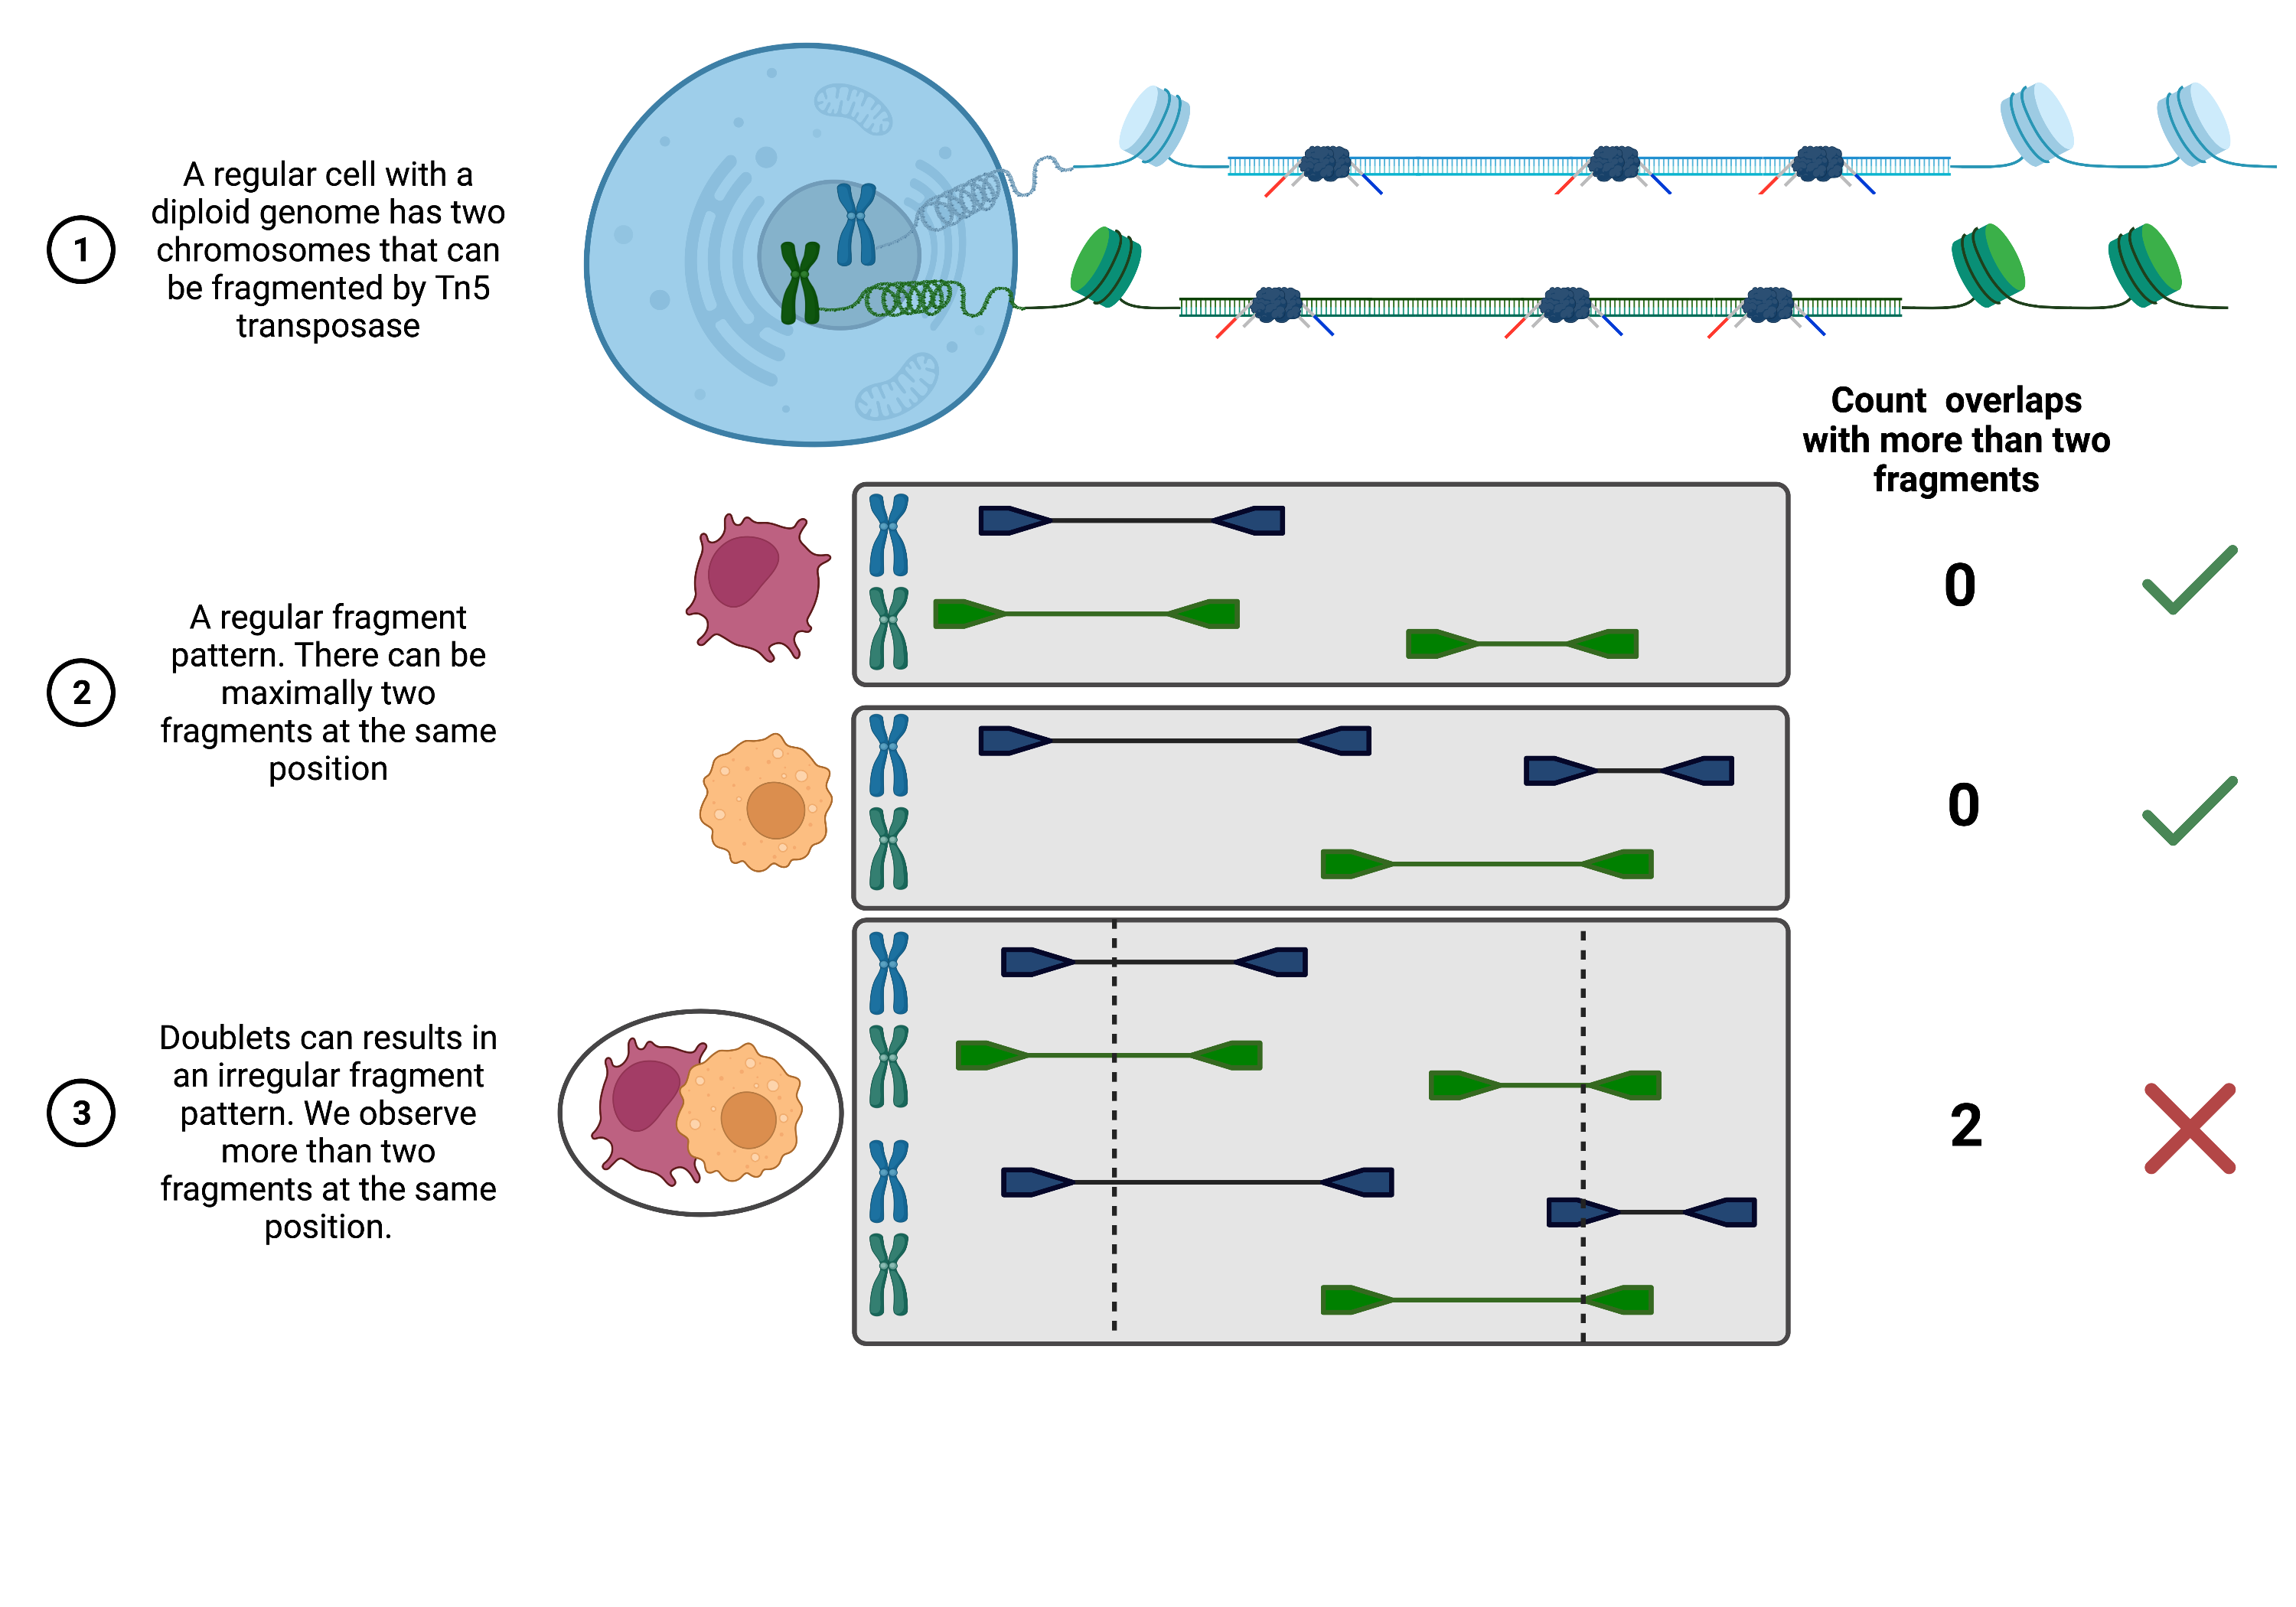 1
A regular cell with a
diploid genome has two
chromosomes that can
be fragmented by Tn5
transposase
Count overlaps
with more than two
fragments
2
A regular fragment
pattern. There can be
maximally two
fragments at the same
position
0
0
3
Doublets can results in
an irregular fragment
pattern. We observe
more than two
fragments at the same
position.
2